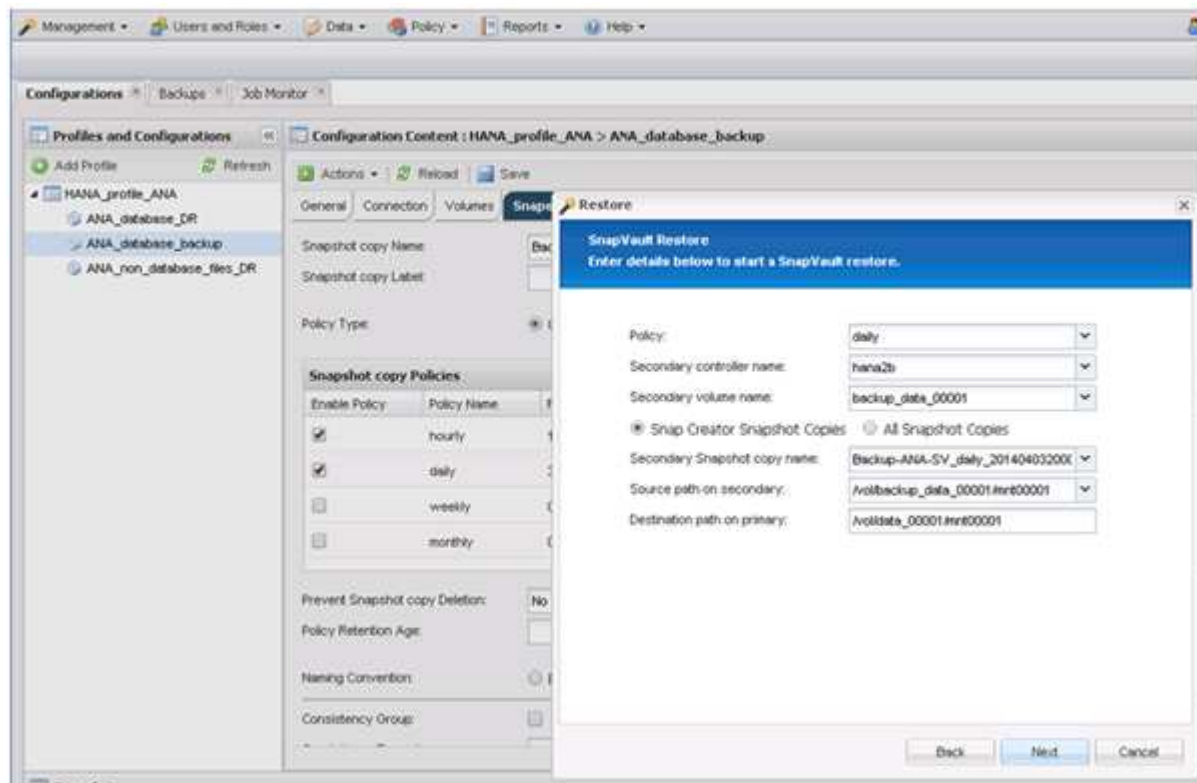 Management Users and Roles Data Policy Reports Help
Configurations Backups Job Monitor
Profiles and Configurations
Add Profile Refresh
HANA_profile_ANA
ANA_database_DR
ANA_database_backup
ANA_non_database_files_DR
Configuration Content : HANA_profile_ANA > ANA_database_backup
Actions Reload Save
General Connection Volumes Snaps
Snapshot copy Name:
Snapshot copy Label:
Policy Type:
Snapshot copy Policies
Enable Policy Policy Name
hourly
daily
weekly
monthly
Prevent Snapshot copy Deletion: No
Policy Retention Age:
Naming Convention:
Consistency Group:
Restore
SnapVault Restore
Enter details below to start a SnapVault restore.
Policy: daily
Secondary controller name: hana2b
Secondary volume name: backup_data_00001
Snap Creator Snapshot Copies All Snapshot Copies
Secondary Snapshot copy name: Backup-ANA-SV_daily_2014040320
Source path on secondary: /vol/backup_data_00001/mnt00001
Destination path on primary: /vol/data_00001/mnt00001
Back Next Cancel